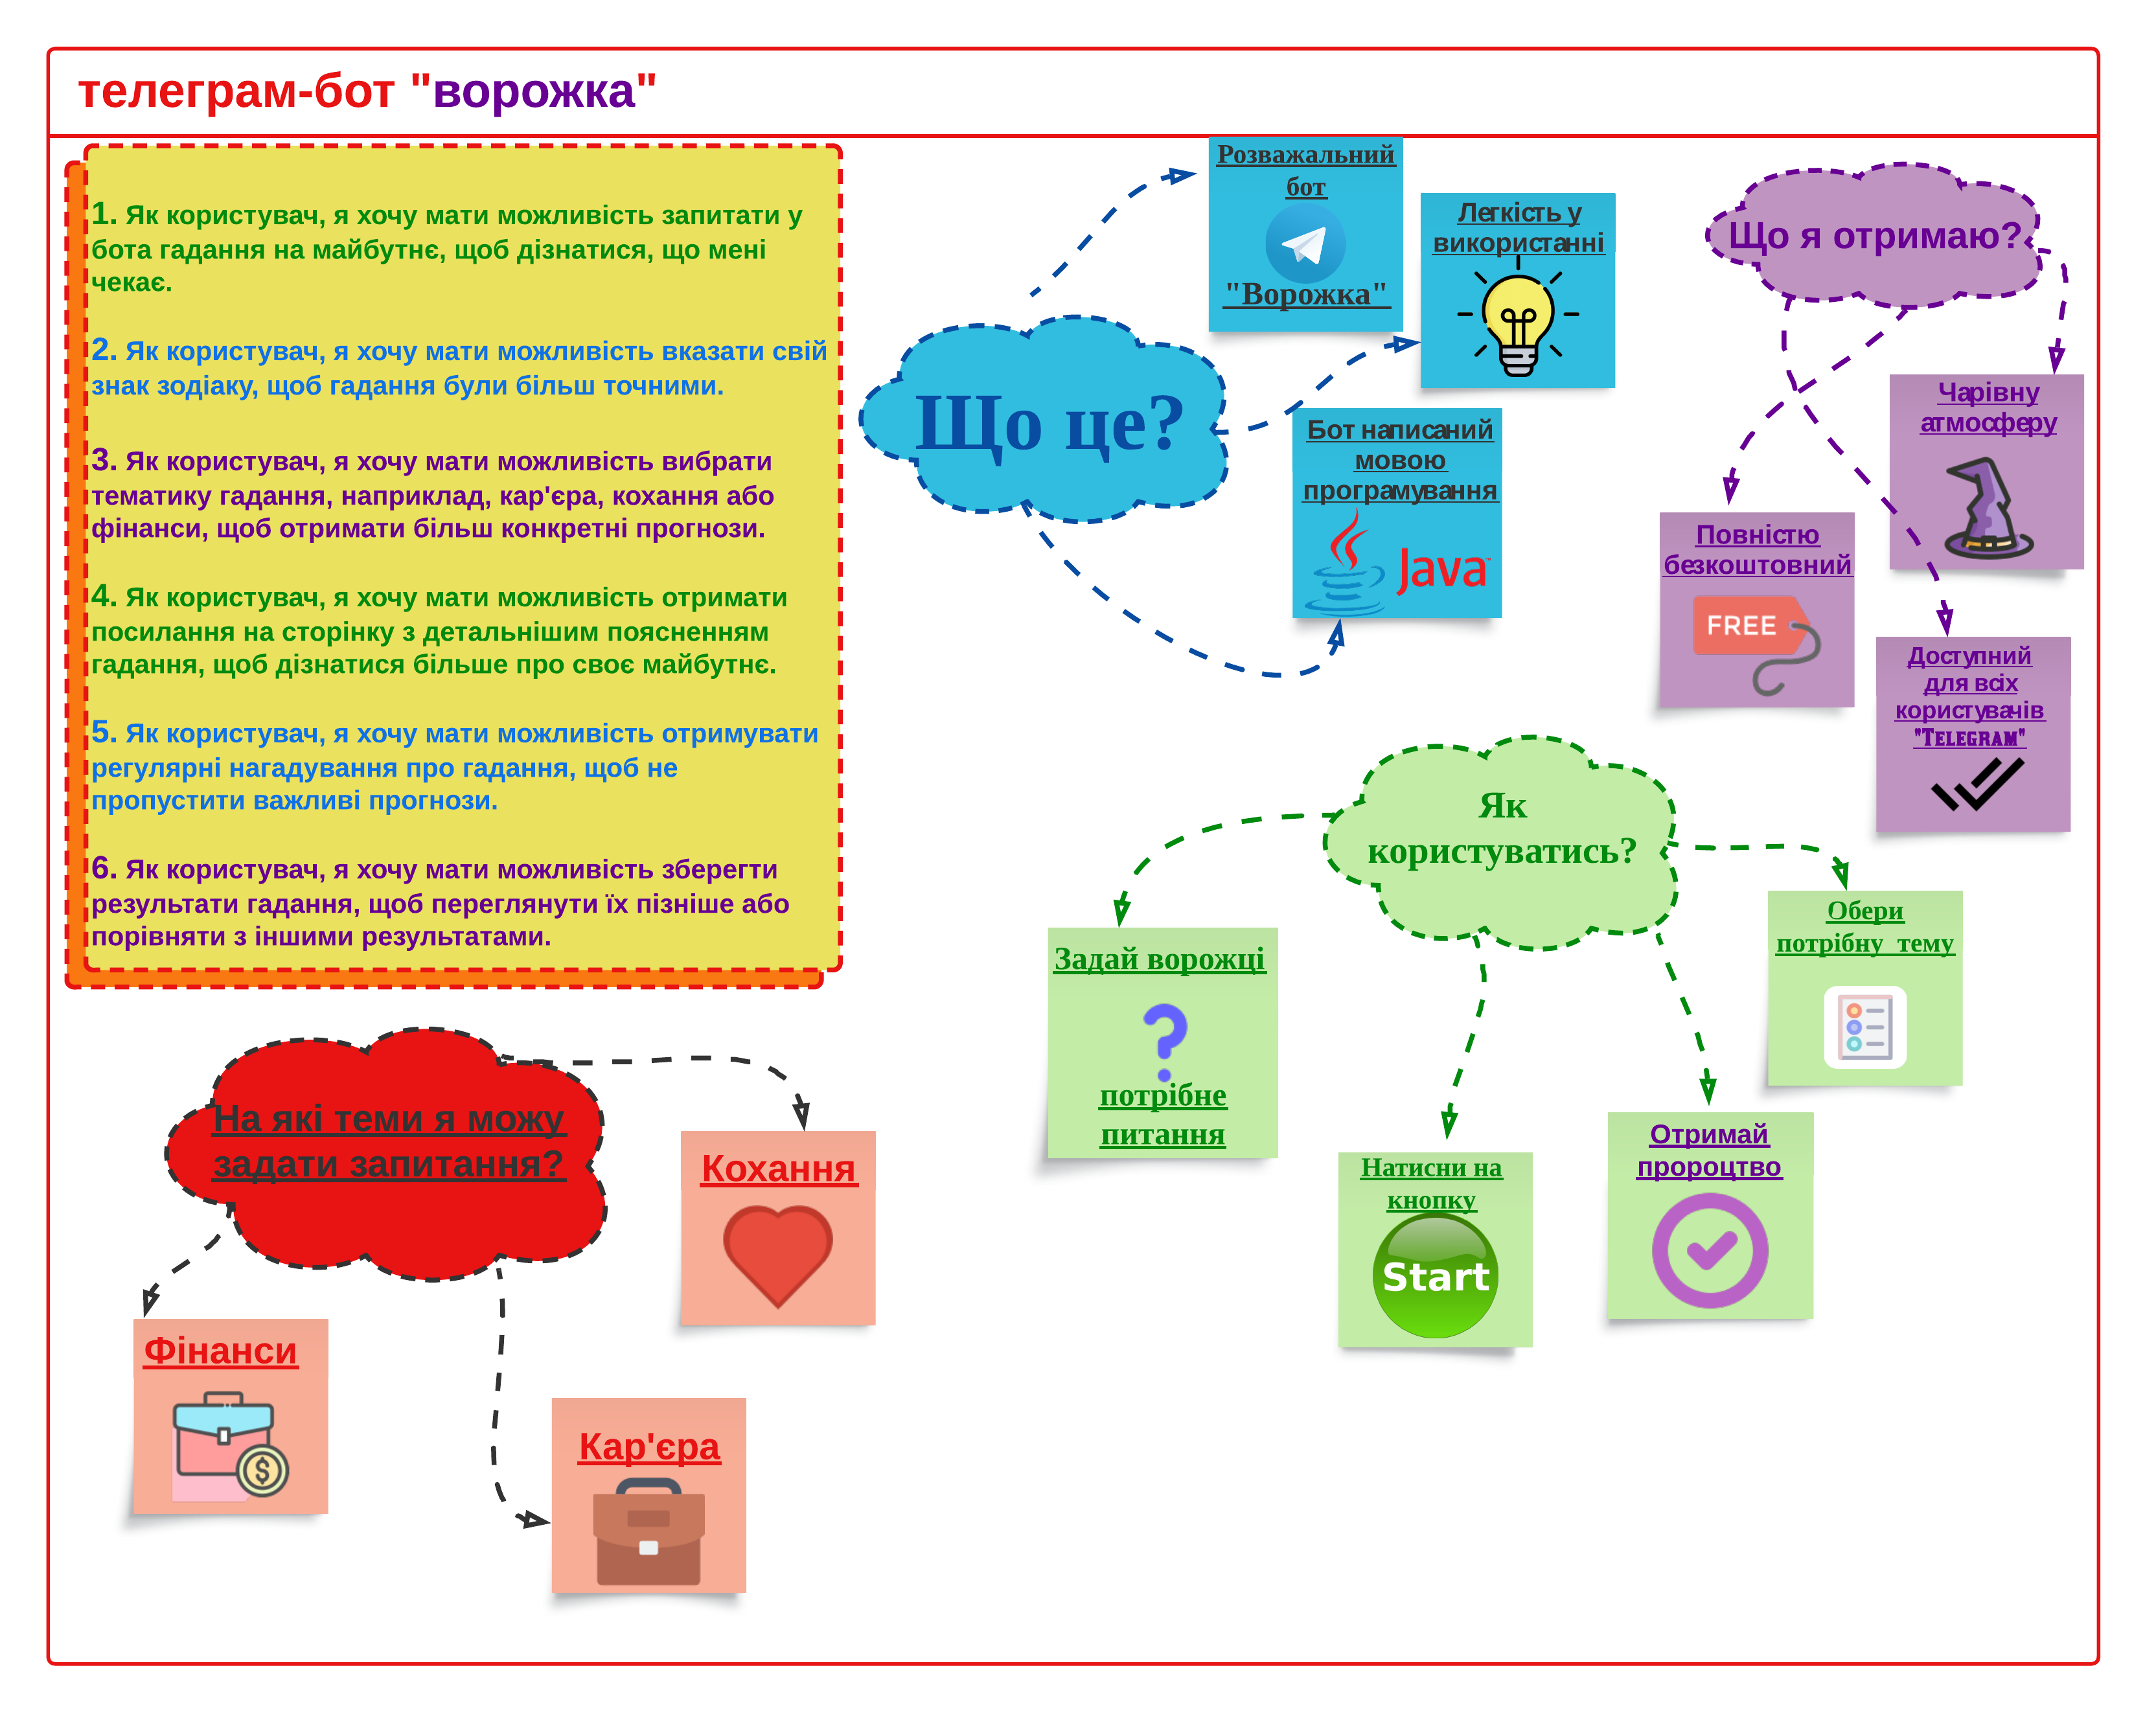 телеграм-бот "ворожка"
1. Як користувач, я хочу мати можливість запитати у
бота гадання на майбутнє, щоб дізнатися, що мені
чекає.
2. Як користувач, я хочу мати можливість вказати свій
знак зодіаку, щоб гадання були більш точними.
3. Як користувач, я хочу мати можливість вибрати
тематику гадання, наприклад, кар'єра, кохання або
фінанси, щоб отримати більш конкретні прогнози.
4. Як користувач, я хочу мати можливість отримати
посилання на сторінку з детальнішим поясненням
гадання, щоб дізнатися більше про своє майбутнє.
5. Як користувач, я хочу мати можливість отримувати
регулярні нагадування про гадання, щоб не
пропустити важливі прогнози.
6. Як користувач, я хочу мати можливість зберегти
результати гадання, щоб переглянути їх пізніше або
порівняти з іншими результатами.
Що це?
Розважальний
бот
"Ворожка"
Легкість у
використанні
Бот написаний
мовою
програмування
Java™
Що я отримаю?
Чарівну
атмосферу
Повністю
безкоштовний
FREE
Доступний
для всіх
користувачів
"Telegram"
Як
користуватись?
Задай ворожці
?
потрібне
питання
Натисни на
кнопку
Start
Отримай
пророцтво
Обери
потрібну тему
На які теми я можу
задати запитання?
Кохання
Фінанси
$
Кар'єра